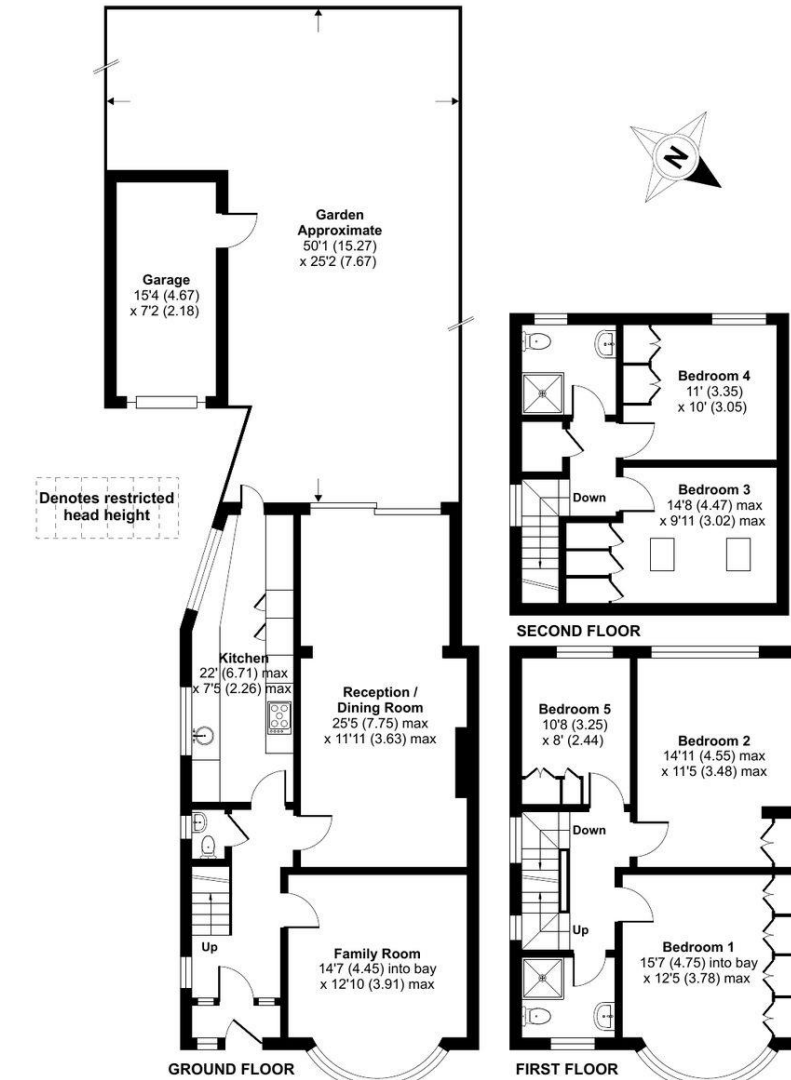 Garden
Approximate
50'1 (15.27)
x 25'2 (7.67)
N
Garage
15'4 (4.67)
x 7'2 (2.18)
Denotes restricted
head height
Kitchen
22' (6.71) max
x 7'5 (2.26) max
Reception /
Dining Room
25'5 (7.75) max
x 11'11 (3.63) max
Up
Family Room
14'7 (4.45) into bay
x 12'10 (3.91) max
GROUND FLOOR
Bedroom 4
11' (3.35)
x 10' (3.05)
Down
Bedroom 3
14'8 (4.47) max
x 9'11 (3.02) max
SECOND FLOOR
Bedroom 5
10'8 (3.25)
x 8' (2.44)
Bedroom 2
14'11 (4.55) max
x 11'5 (3.48) max
Down
Up
Bedroom 1
15'7 (4.75) into bay
x 12'5 (3.78) max
FIRST FLOOR